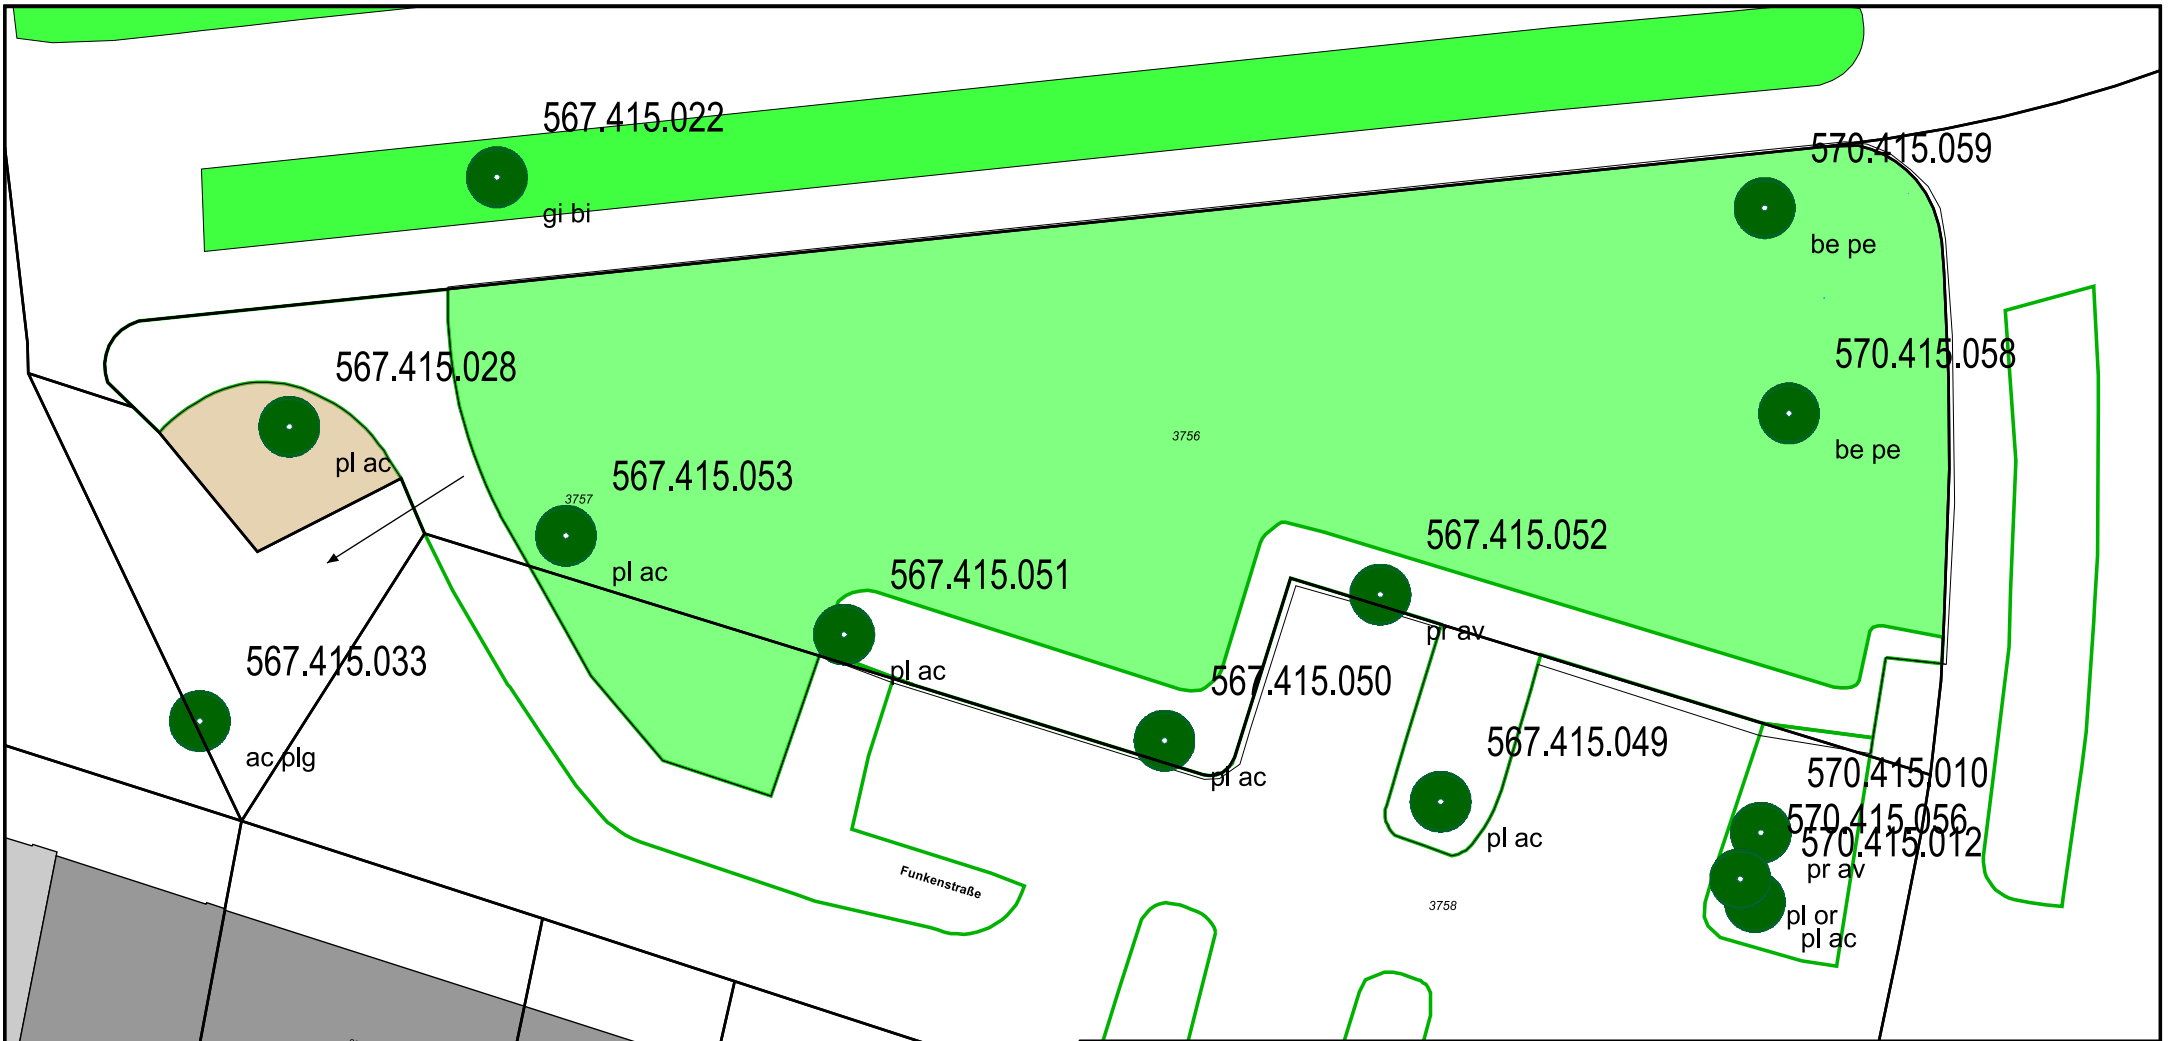 567.415.022
gi bi
570.415.059
be pe
567.415.028
pl ac
570.415.058
be pe
3756
567.415.053
3757
pl ac
567.415.052
pr av
567.415.051
pl ac
567.415.033
ac plg
567.415.050
pl ac
567.415.049
pl ac
570.415.010
pr av
570.415.056
pl or
570.415.012
pl ac
Funkenstraße
3758